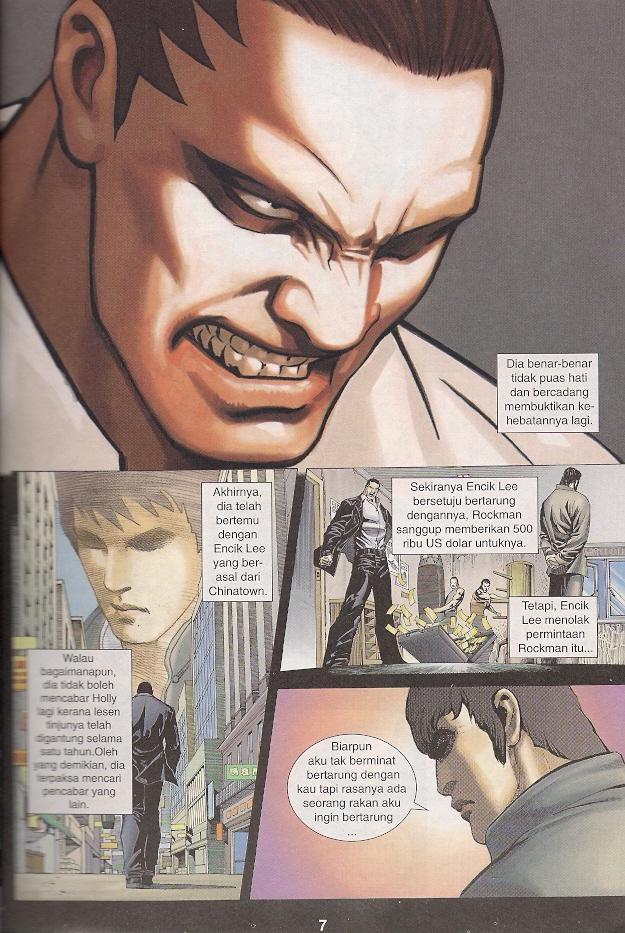 Dia benar-benar
tidak puas hati
dan bercadang
membuktikan ke-
hebatannya lagi.
Walau
bagaimanapun,
dia tidak boleh
mencabar Holly
lagi kerana lesen
tinjunya telah
digantung selama
satu tahun.Oleh
yang demikian, dia
terpaksa mencari
pencabar yang
lain.
Akhirnya,
dia telah
bertemu
dengan
Encik Lee
yang ber-
asal dari
Chinatown.
Sekiranya Encik Lee
bersetuju bertarung
dengannya, Rockman
sanggup memberikan 500
ribu US dolar untuknya.
Tetapi, Encik
Lee menolak
permintaan
Rockman itu...
Biarpun
aku tak berminat
bertarung dengan
kau tapi rasanya ada
seorang rakan aku
ingin bertarung
...
7